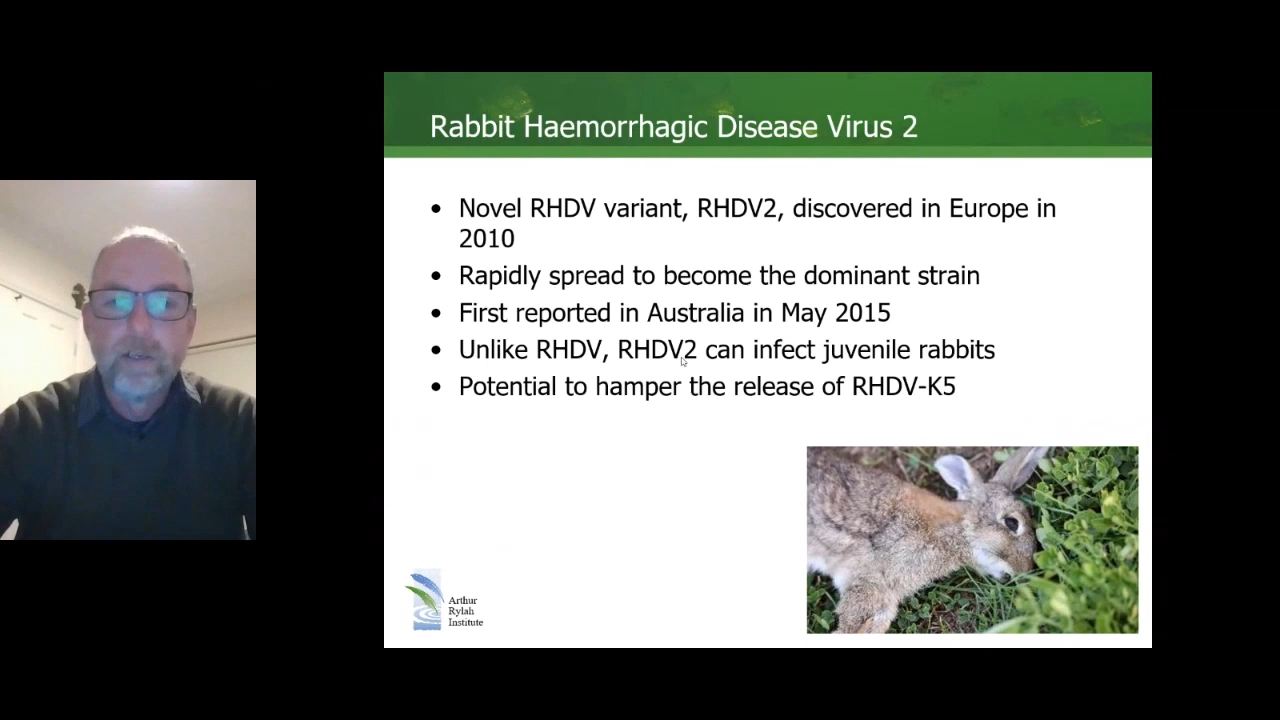 Rabbit Haemorrhagic Disease Virus 2
• Novel RHDV variant, RHDV2, discovered in Europe in
2010
• Rapidly spread to become the dominant strain
• First reported in Australia in May 2015
• Unlike RHDV, RHDV2 can infect juvenile rabbits
• Potential to hamper the release of RHDV-K5
Arthur
Rylah
Institute